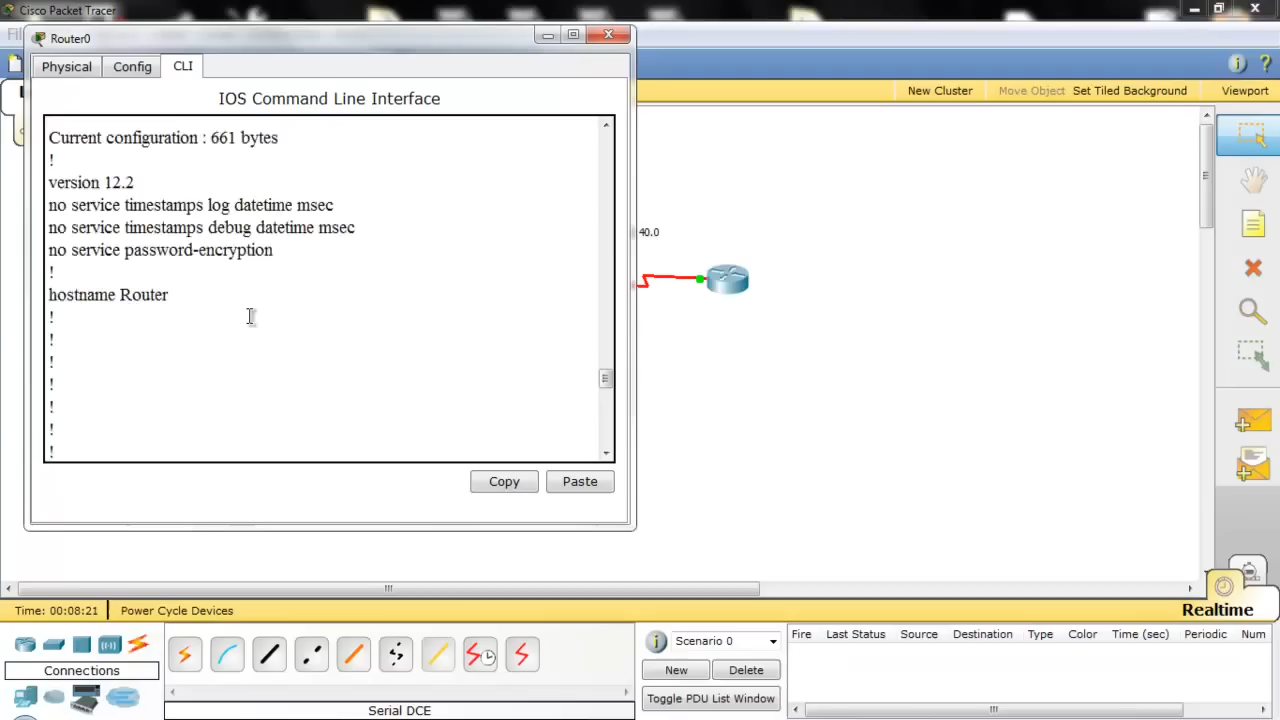 Cisco Packet Tracer
Router0
Physical
Config
CLI
IOS Command Line Interface
Current configuration : 661 bytes
!
version 12.2
no service timestamps log datetime msec
no service timestamps debug datetime msec
no service password-encryption
!
hostname Router
!
!
!
!
!
!
!
Copy
Paste
New Cluster
Move Object
Set Tiled Background
Viewport
40.0
Time: 00:08:21
Power Cycle Devices
Realtime
Connections
Serial DCE
Scenario 0
New
Delete
Toggle PDU List Window
Fire
Last Status
Source
Destination
Type
Color
Time (sec)
Periodic
Num